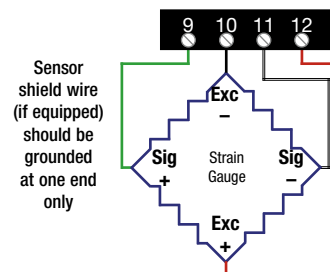 9 10 11 12
Sensor
shield wire
(if equipped)
should be
grounded
at one end
only
Exc
–
Sig
+
Strain
Gauge
Sig
–
Exc
+